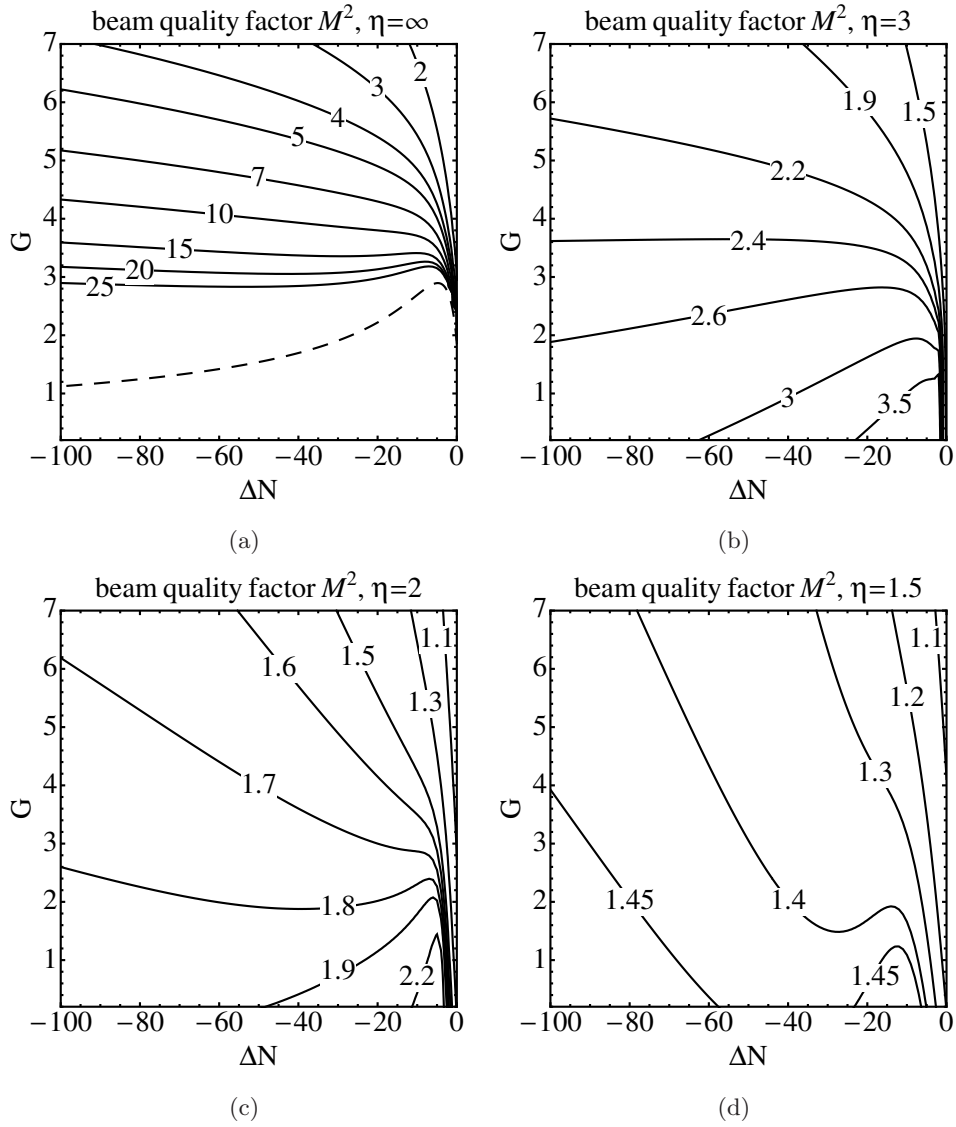 beam quality factor M², η=∞
7
6
5
4
3
2
1
G
2
3
4
5
7
10
15
20
25
−100 −80 −60 −40 −20 0
ΔN
(a)
beam quality factor M², η=3
7
6
5
4
3
2
1
G
1.5
1.9
2.2
2.4
2.6
3
3.5
−100 −80 −60 −40 −20 0
ΔN
(b)
beam quality factor M², η=2
7
6
5
4
3
2
1
G
1.1
1.5
1.6
1.3
1.7
1.8
1.9
2.2
−100 −80 −60 −40 −20 0
ΔN
(c)
beam quality factor M², η=1.5
7
6
5
4
3
2
1
G
1.1
1.2
1.3
1.4
1.45
1.45
−100 −80 −60 −40 −20 0
ΔN
(d)